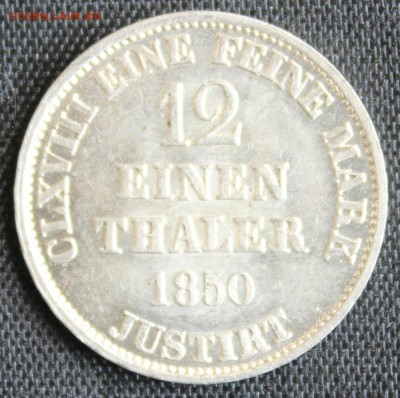 CLXVIII EINE FEINE MARK
12
EINEN
THALER
1850
JUSTIRT